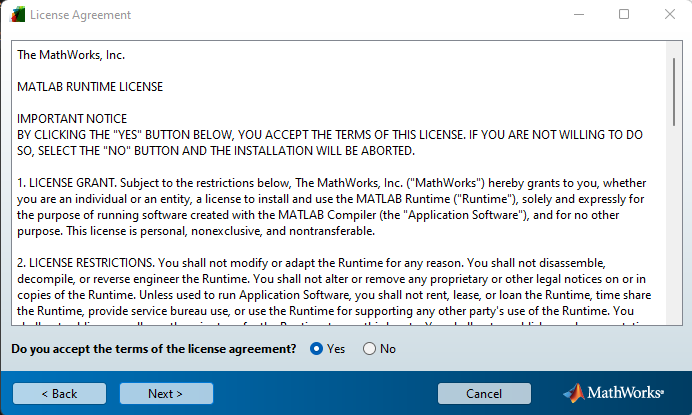 License Agreement
The MathWorks, Inc.
MATLAB RUNTIME LICENSE
IMPORTANT NOTICE
BY CLICKING THE "YES" BUTTON BELOW, YOU ACCEPT THE TERMS OF THIS LICENSE. IF YOU ARE NOT WILLING TO DO
SO, SELECT THE "NO" BUTTON AND THE INSTALLATION WILL BE ABORTED.
1. LICENSE GRANT. Subject to the restrictions below, The MathWorks, Inc. ("MathWorks") hereby grants to you, whether
you are an individual or an entity, a license to install and use the MATLAB Runtime ("Runtime"), solely and expressly for
the purpose of running software created with the MATLAB Compiler (the "Application Software"), and for no other
purpose. This license is personal, nonexclusive, and nontransferable.
2. LICENSE RESTRICTIONS. You shall not modify or adapt the Runtime for any reason. You shall not disassemble,
decompile, or reverse engineer the Runtime. You shall not alter or remove any proprietary or other legal notices on or in
copies of the Runtime. Unless used to run Application Software, you shall not rent, lease, or loan the Runtime, time share
the Runtime, provide service bureau use, or use the Runtime for supporting any other party's use of the Runtime. You
Do you accept the terms of the license agreement? Yes No
< Back Next > Cancel MathWorks®